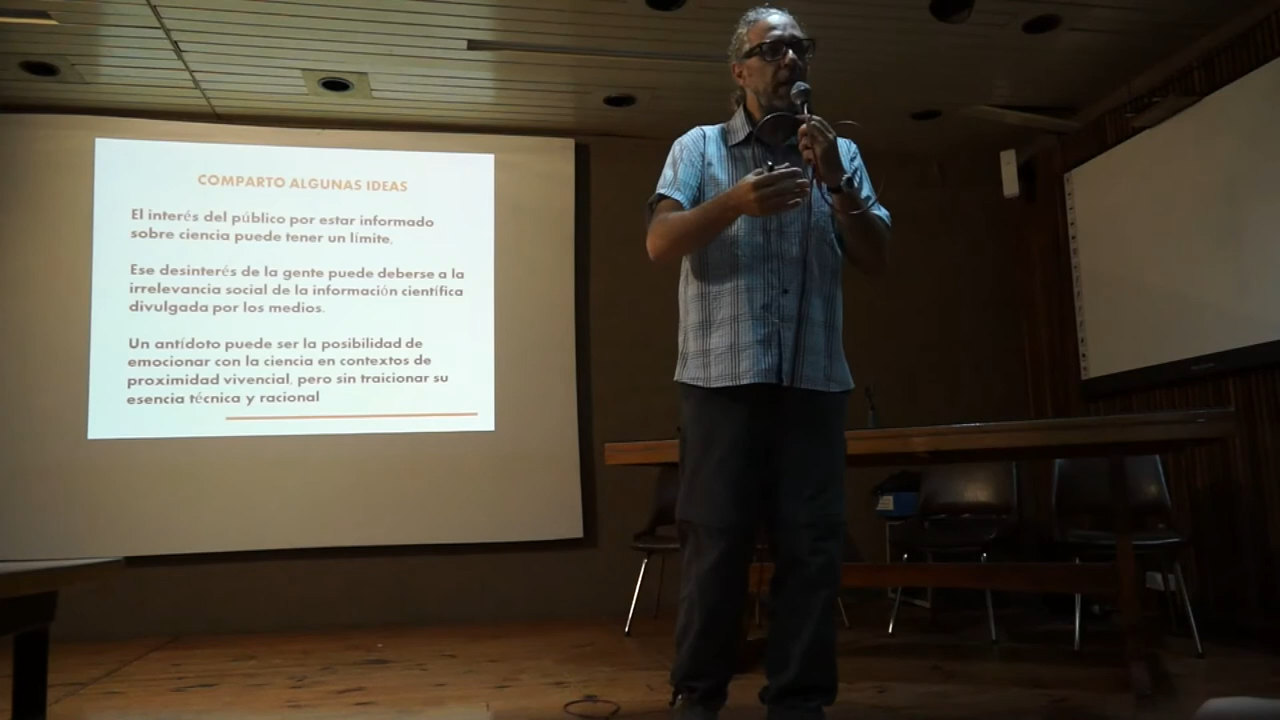 COMPARTO ALGUNAS IDEAS
El interés del público por estar informado
sobre ciencia puede tener un límite.
Ese desinterés de la gente puede deberse a la
irrelevancia social de la información científica
divulgada por los medios.
Un antídoto puede ser la posibilidad de
emocionar con la ciencia en contextos de
proximidad vivencial, pero sin traicionar su
esencia técnica y racional